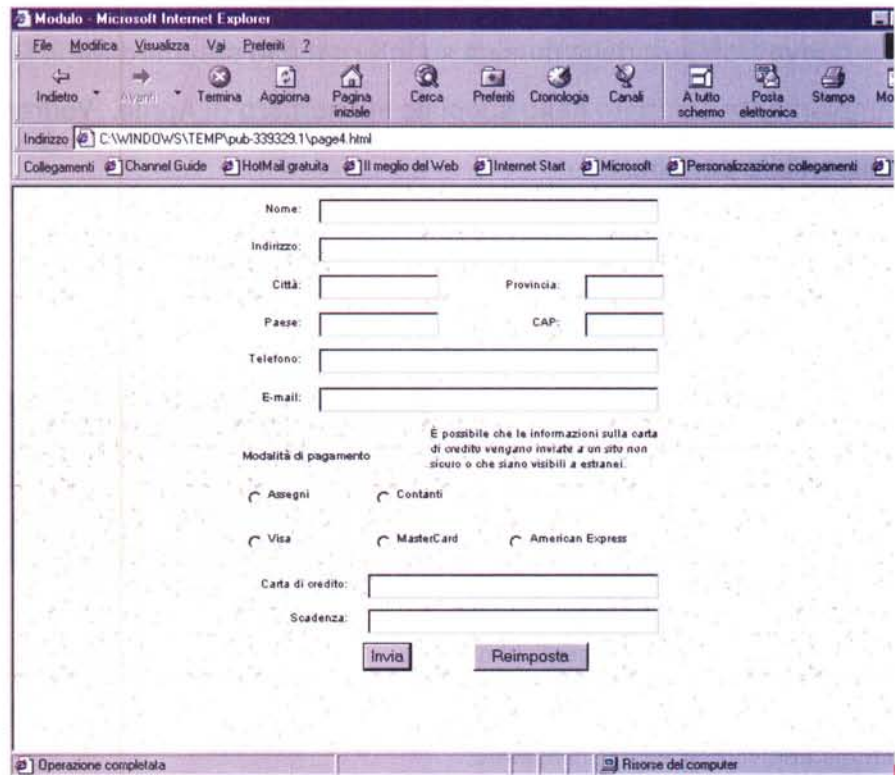 Modulo - Microsoft Internet Explorer
File Modifica Visualizza Vai Preferiti ?
Indietro Avanti Termina Aggiorna Pagina iniziale Cerca Preferiti Cronologia Canali A tutto schermo Posta elettronica Stampa
Indirizzo C:\WINDOWS\TEMP\pub-339329.1\page4.html
Collegamenti Channel Guide HotMail gratuita Il meglio del Web Internet Start Microsoft Personalizzazione collegamenti
Nome:
Indirizzo:
Città: Provincia:
Paese: CAP:
Telefono:
E-mail:
È possibile che le informazioni sulla carta
di credito vengano inviate a un sito non
sicuro o che siano visibili a estranei.
Modalità di pagamento
Assegni Contanti
Visa MasterCard American Express
Carta di credito:
Scadenza:
Invia Reimposta
Operazione completata Risorse del computer